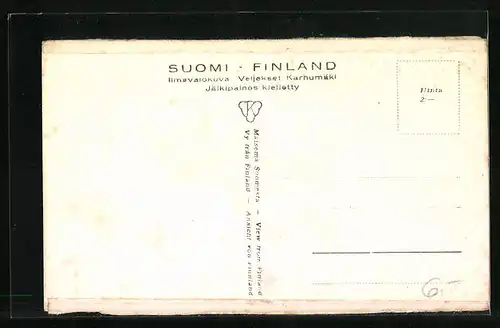 SUOMI - FINLAND
Ilmavalokuva Veljekset Karhumäki
Jälkipainos kielletty
K
Hinta
2:—
Maisema Suomesta — View from Finland
Vy från Finland — Ansicht von Finnland
6,-